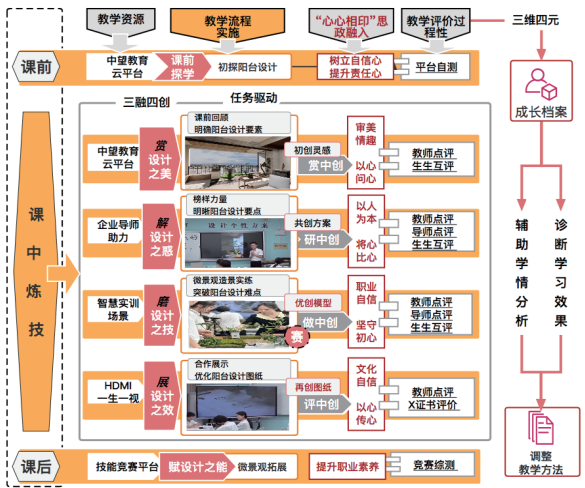 教学资源
教学流程
实施
“心心相印”思
政融入
教学评价过
程性
三维四元
课前
中望教育
云平台
课前
探学
初探阳台设计
树立自信心
提升责任心
平台自测
成长档案
三融四创
任务驱动
课中炼技
中望教育
云平台
赏
设计
之美
课前回顾
明确阳台设计要素
初创灵感
赏中创
审美
情趣
以心
问心
教师点评
生生互评
企业导师
助力
解
设计
之惑
榜样力量
明晰阳台设计要点
共创方案
研中创
以人
为本
将心
比心
教师点评
导师点评
生生互评
智慧实训
场景
磨
设计
之技
微景观造景实练
突破阳台设计难点
赛
优创模型
做中创
职业
自信
坚守
初心
教师点评
导师点评
生生互评
HDMI
一生一视
展
设计
之效
合作展示
优化阳台设计图纸
再创图纸
评中创
文化
自信
以心
传心
教师点评
X证书评价
辅助学情分析
诊断学习效果
调整
教学方法
课后
技能竞赛平台
赋设计之能
微景观拓展
提升职业素养
竞赛综测